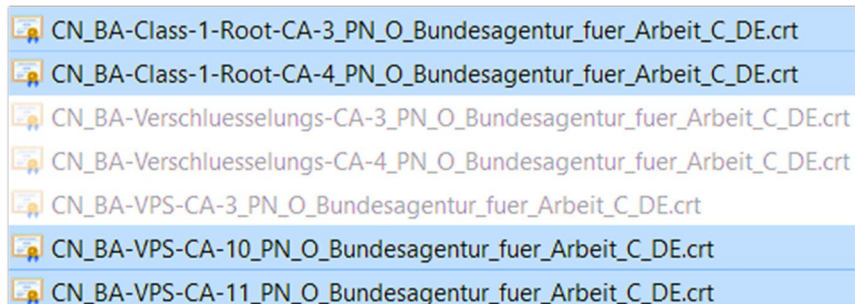 CN_BA-Class-1-Root-CA-3_PN_O_Bundesagentur_fuer_Arbeit_C_DE.crt
CN_BA-Class-1-Root-CA-4_PN_O_Bundesagentur_fuer_Arbeit_C_DE.crt
CN_BA-Verschluesselungs-CA-3_PN_O_Bundesagentur_fuer_Arbeit_C_DE.crt
CN_BA-Verschluesselungs-CA-4_PN_O_Bundesagentur_fuer_Arbeit_C_DE.crt
CN_BA-VPS-CA-3_PN_O_Bundesagentur_fuer_Arbeit_C_DE.crt
CN_BA-VPS-CA-10_PN_O_Bundesagentur_fuer_Arbeit_C_DE.crt
CN_BA-VPS-CA-11_PN_O_Bundesagentur_fuer_Arbeit_C_DE.crt